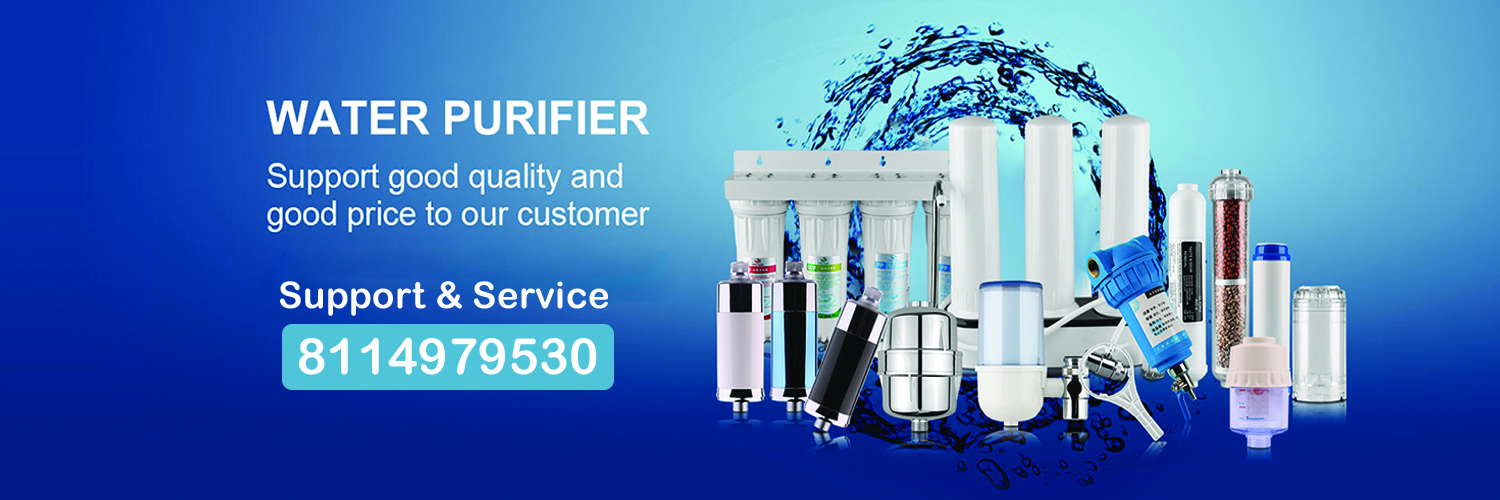 WATER PURIFIER
Support good quality and
good price to our customer
Support & Service
8114979530